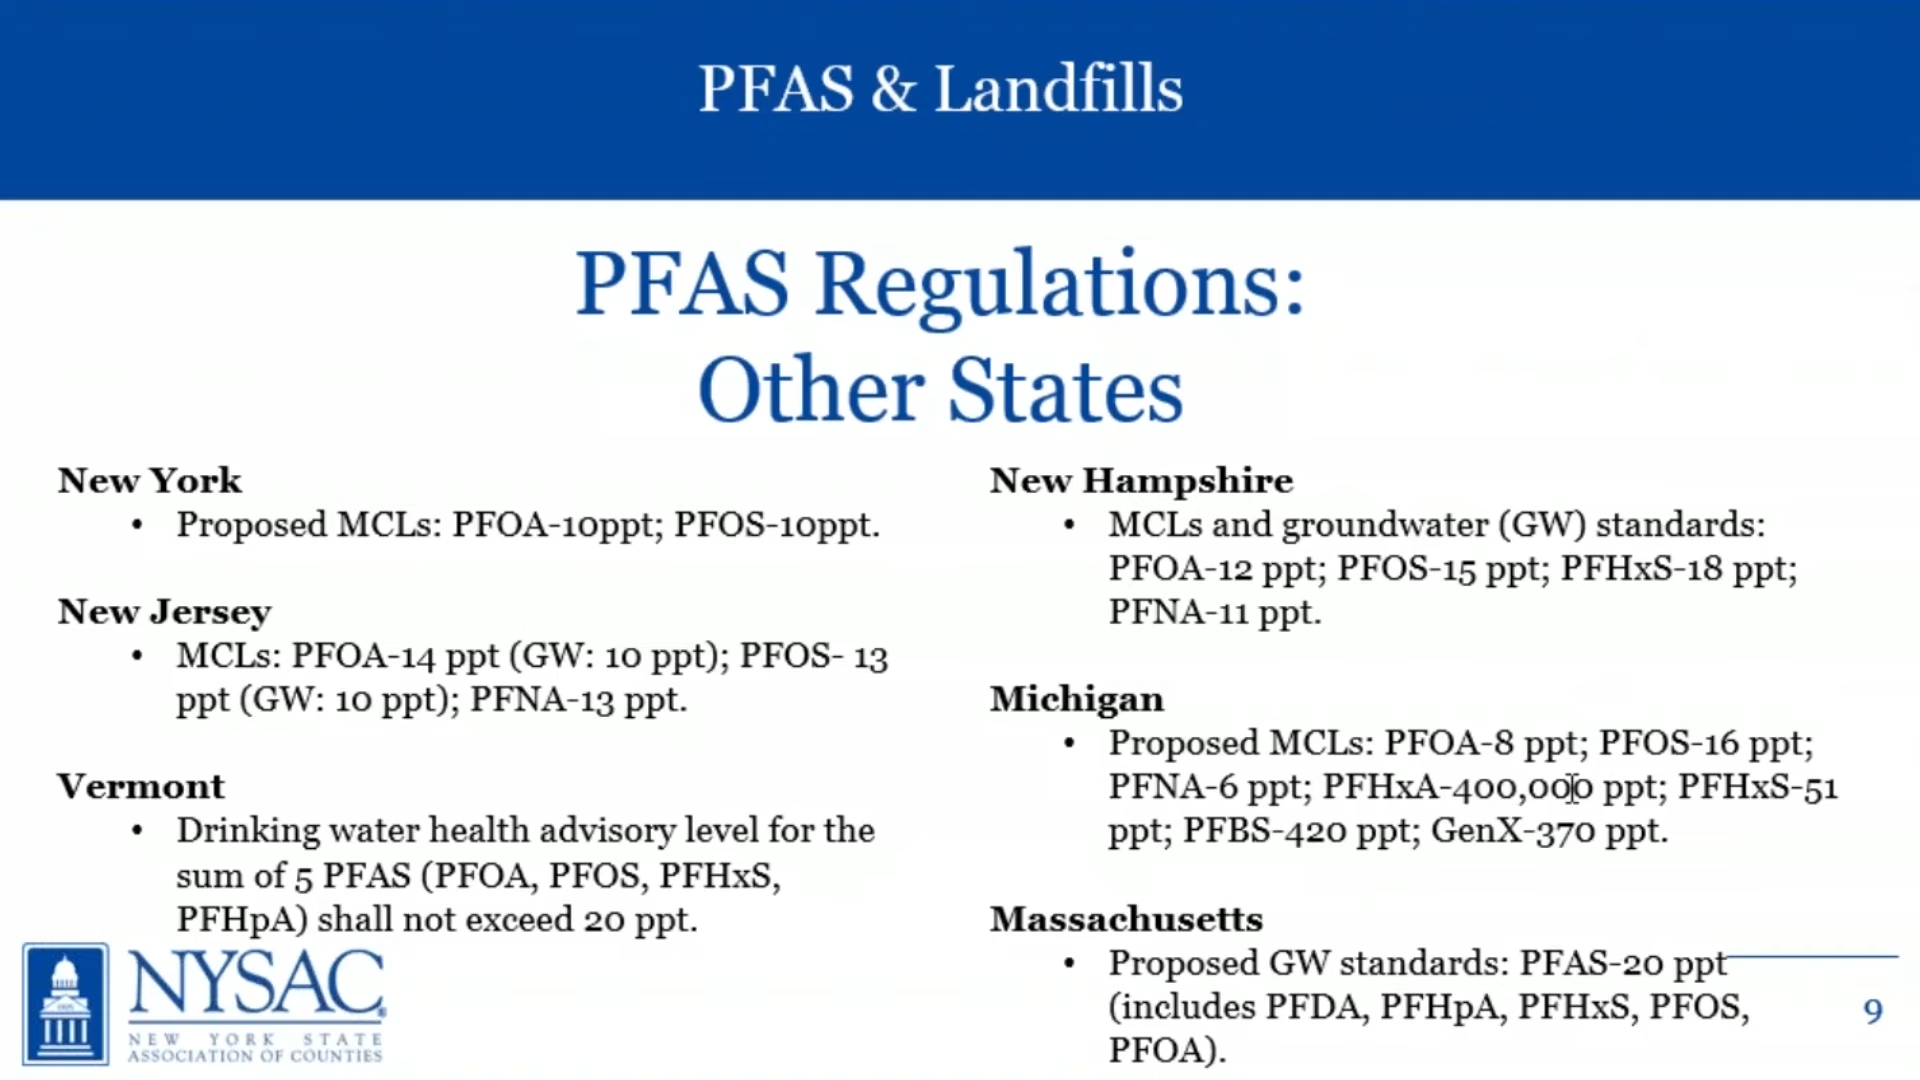 PFAS & Landfills
PFAS Regulations:
Other States
New York
• Proposed MCLs: PFOA-10ppt; PFOS-10ppt.
New Jersey
• MCLs: PFOA-14 ppt (GW: 10 ppt); PFOS- 13
ppt (GW: 10 ppt); PFNA-13 ppt.
Vermont
• Drinking water health advisory level for the
sum of 5 PFAS (PFOA, PFOS, PFHxS,
PFHpA) shall not exceed 20 ppt.
New Hampshire
• MCLs and groundwater (GW) standards:
PFOA-12 ppt; PFOS-15 ppt; PFHxS-18 ppt;
PFNA-11 ppt.
Michigan
• Proposed MCLs: PFOA-8 ppt; PFOS-16 ppt;
PFNA-6 ppt; PFHxA-400,000 ppt; PFHxS-51
ppt; PFBS-420 ppt; GenX-370 ppt.
Massachusetts
• Proposed GW standards: PFAS-20 ppt
(includes PFDA, PFHpA, PFHxS, PFOS,
PFOA).
NYSAC®
NEW YORK STATE
ASSOCIATION OF COUNTIES
9